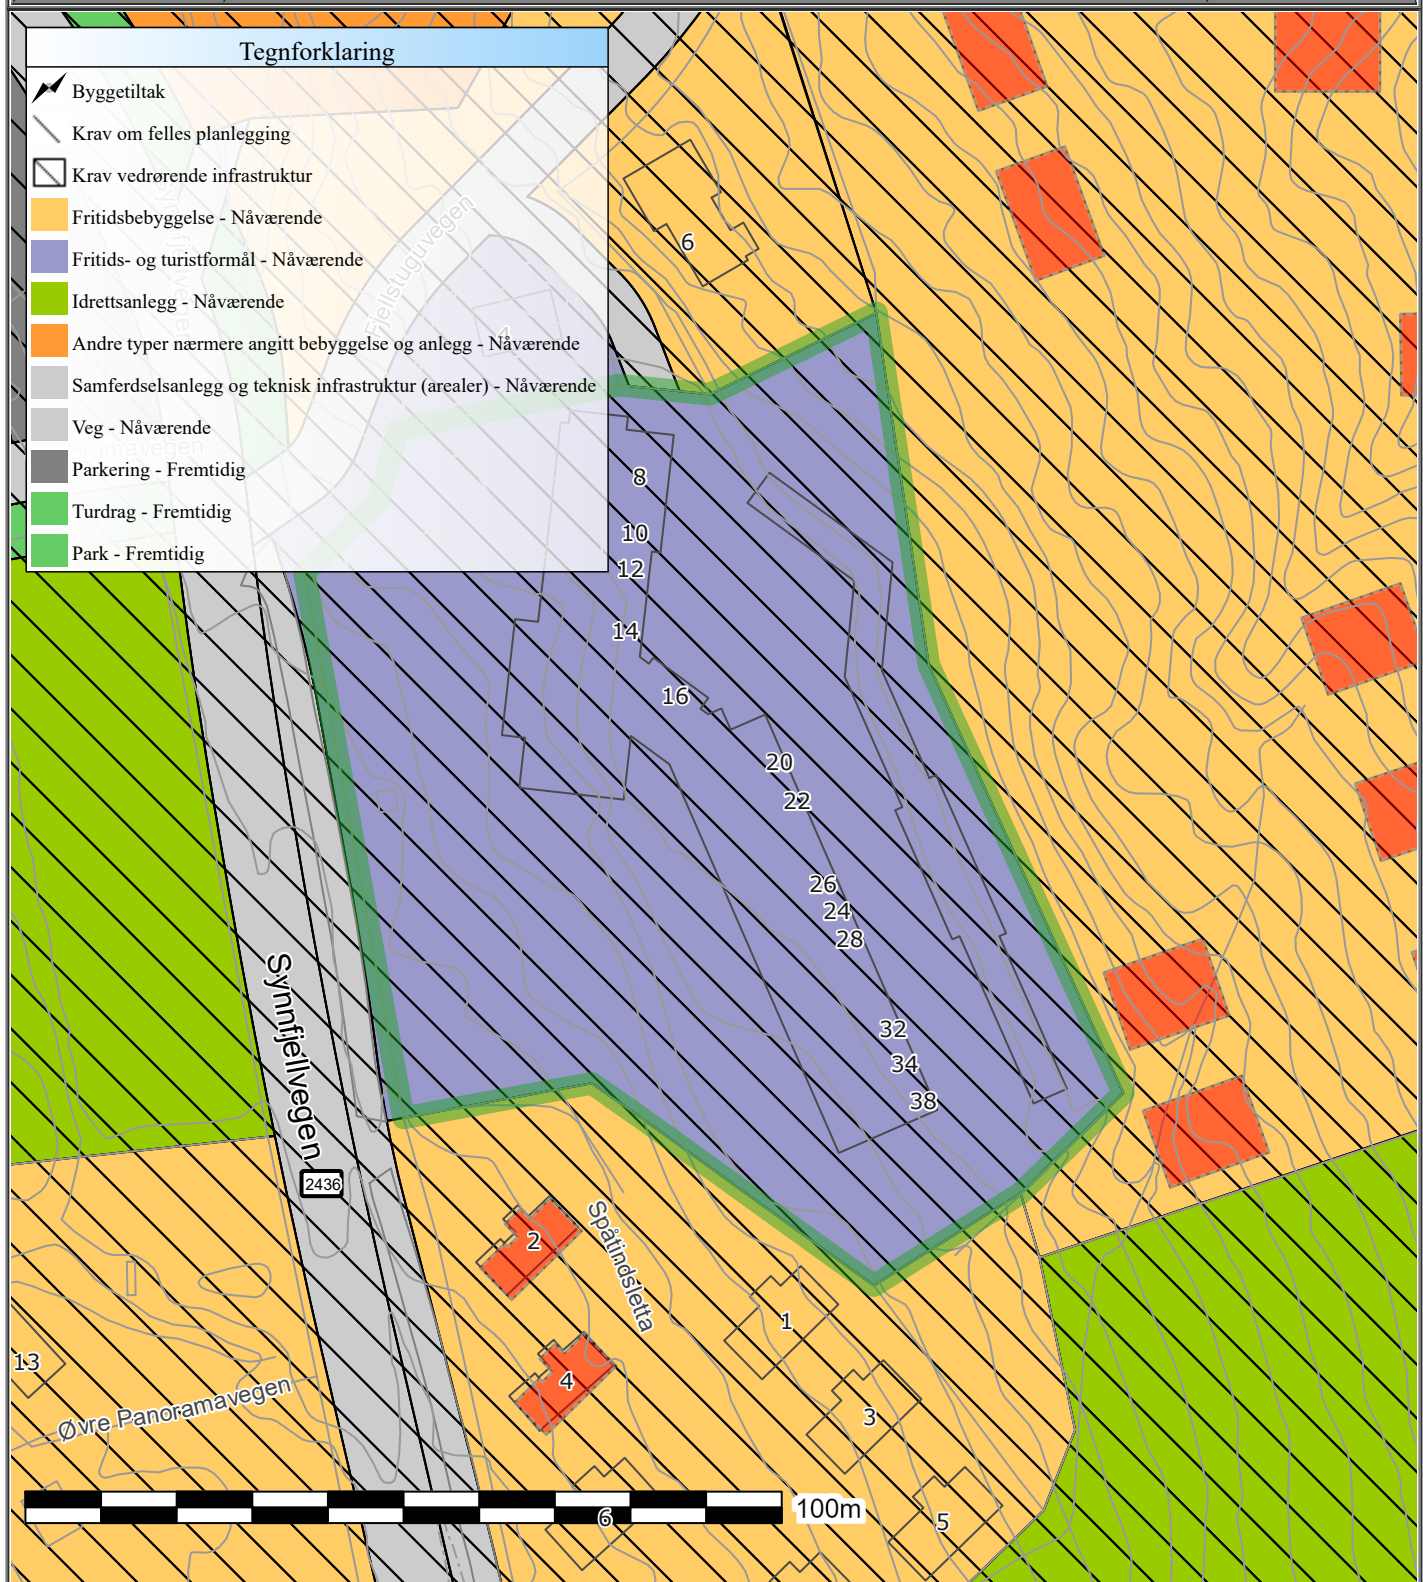 Tegnforklaring
Byggetiltak
Krav om felles planlegging
Krav vedrørende infrastruktur
Fritidsbebyggelse - Nåværende
Fritids- og turistformål - Nåværende
Idrettsanlegg - Nåværende
Andre typer nærmere angitt bebyggelse og anlegg - Nåværende
Samferdselsanlegg og teknisk infrastruktur (arealer) - Nåværende
Veg - Nåværende
Parkering - Fremtidig
Turdrag - Fremtidig
Park - Fremtidig
Fjellstuguvegen
4
6
8
10
12
14
16
20
22
26
24
28
32
34
38
Synnfjellvegen
2436
2
Spåtindsletta
1
4
13
Øvre Panoramavegen
3
6
5
100m